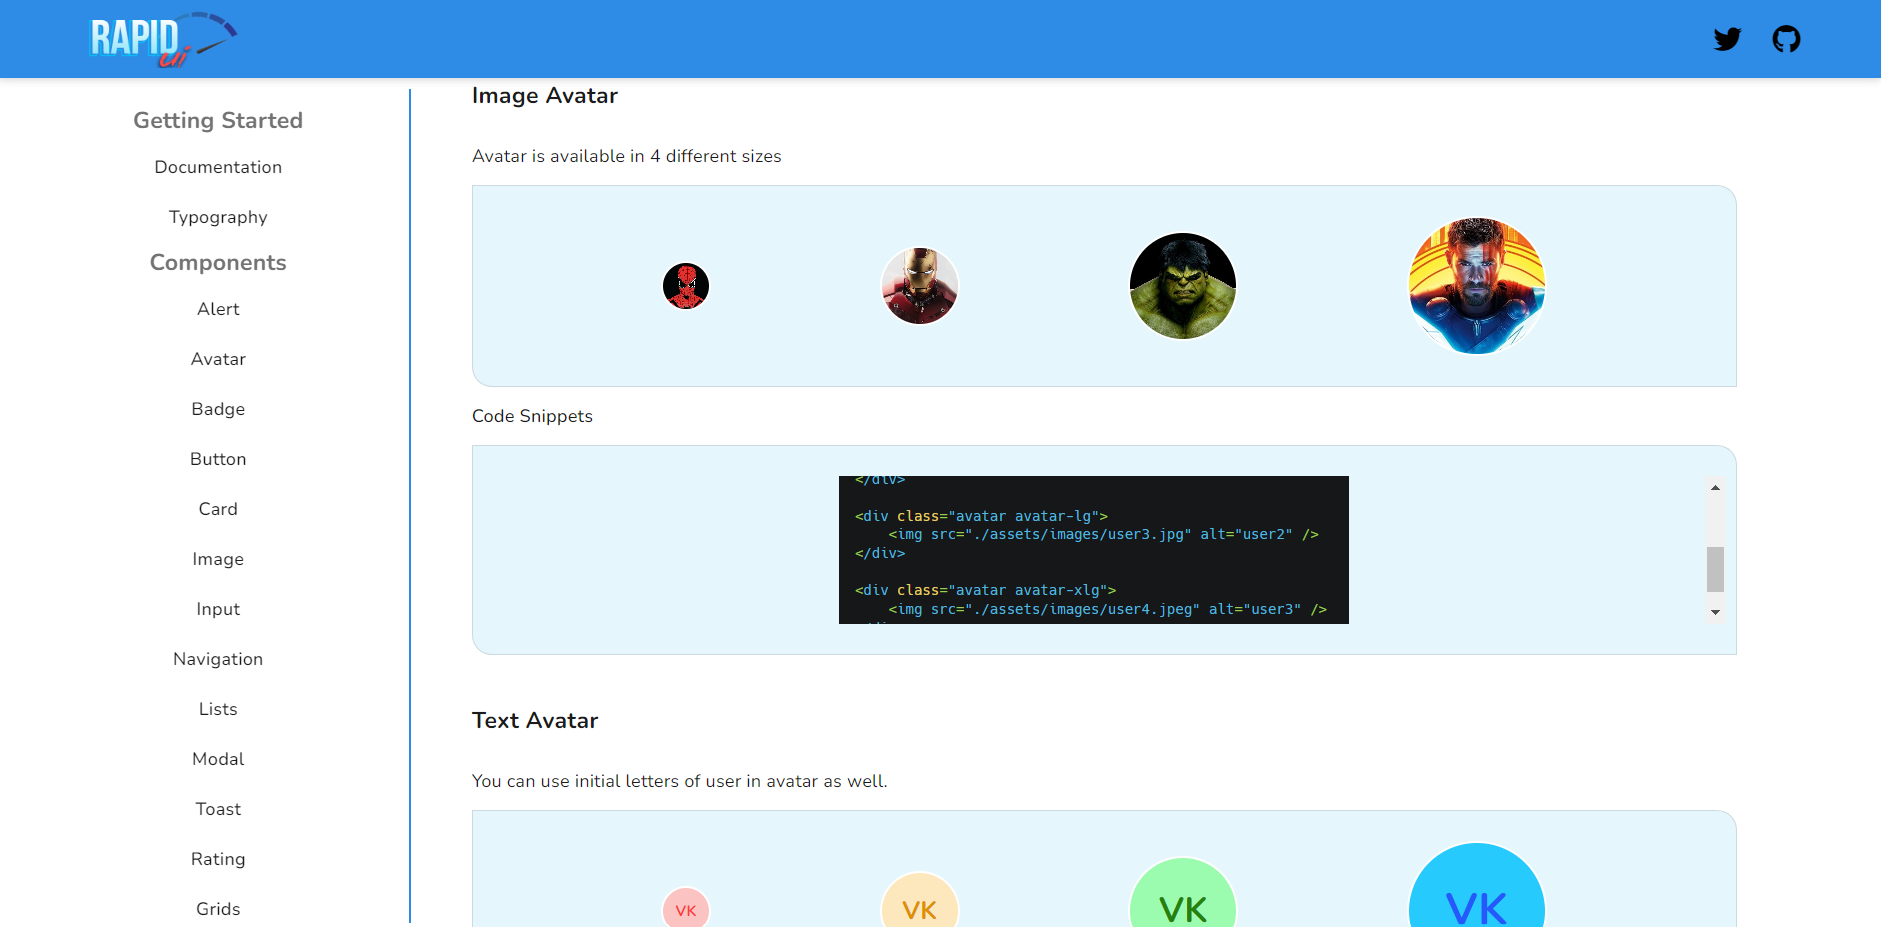 RAPID
ui
Getting Started
Documentation
Typography
Components
Alert
Avatar
Badge
Button
Card
Image
Input
Navigation
Lists
Modal
Toast
Rating
Grids
Image Avatar
Avatar is available in 4 different sizes
Code Snippets
</div>
<div class="avatar avatar-lg">
<img src="./assets/images/user3.jpg" alt="user2" />
</div>
<div class="avatar avatar-xlg">
<img src="./assets/images/user4.jpeg" alt="user3" />
Text Avatar
You can use initial letters of user in avatar as well.
VK
VK
VK
VK